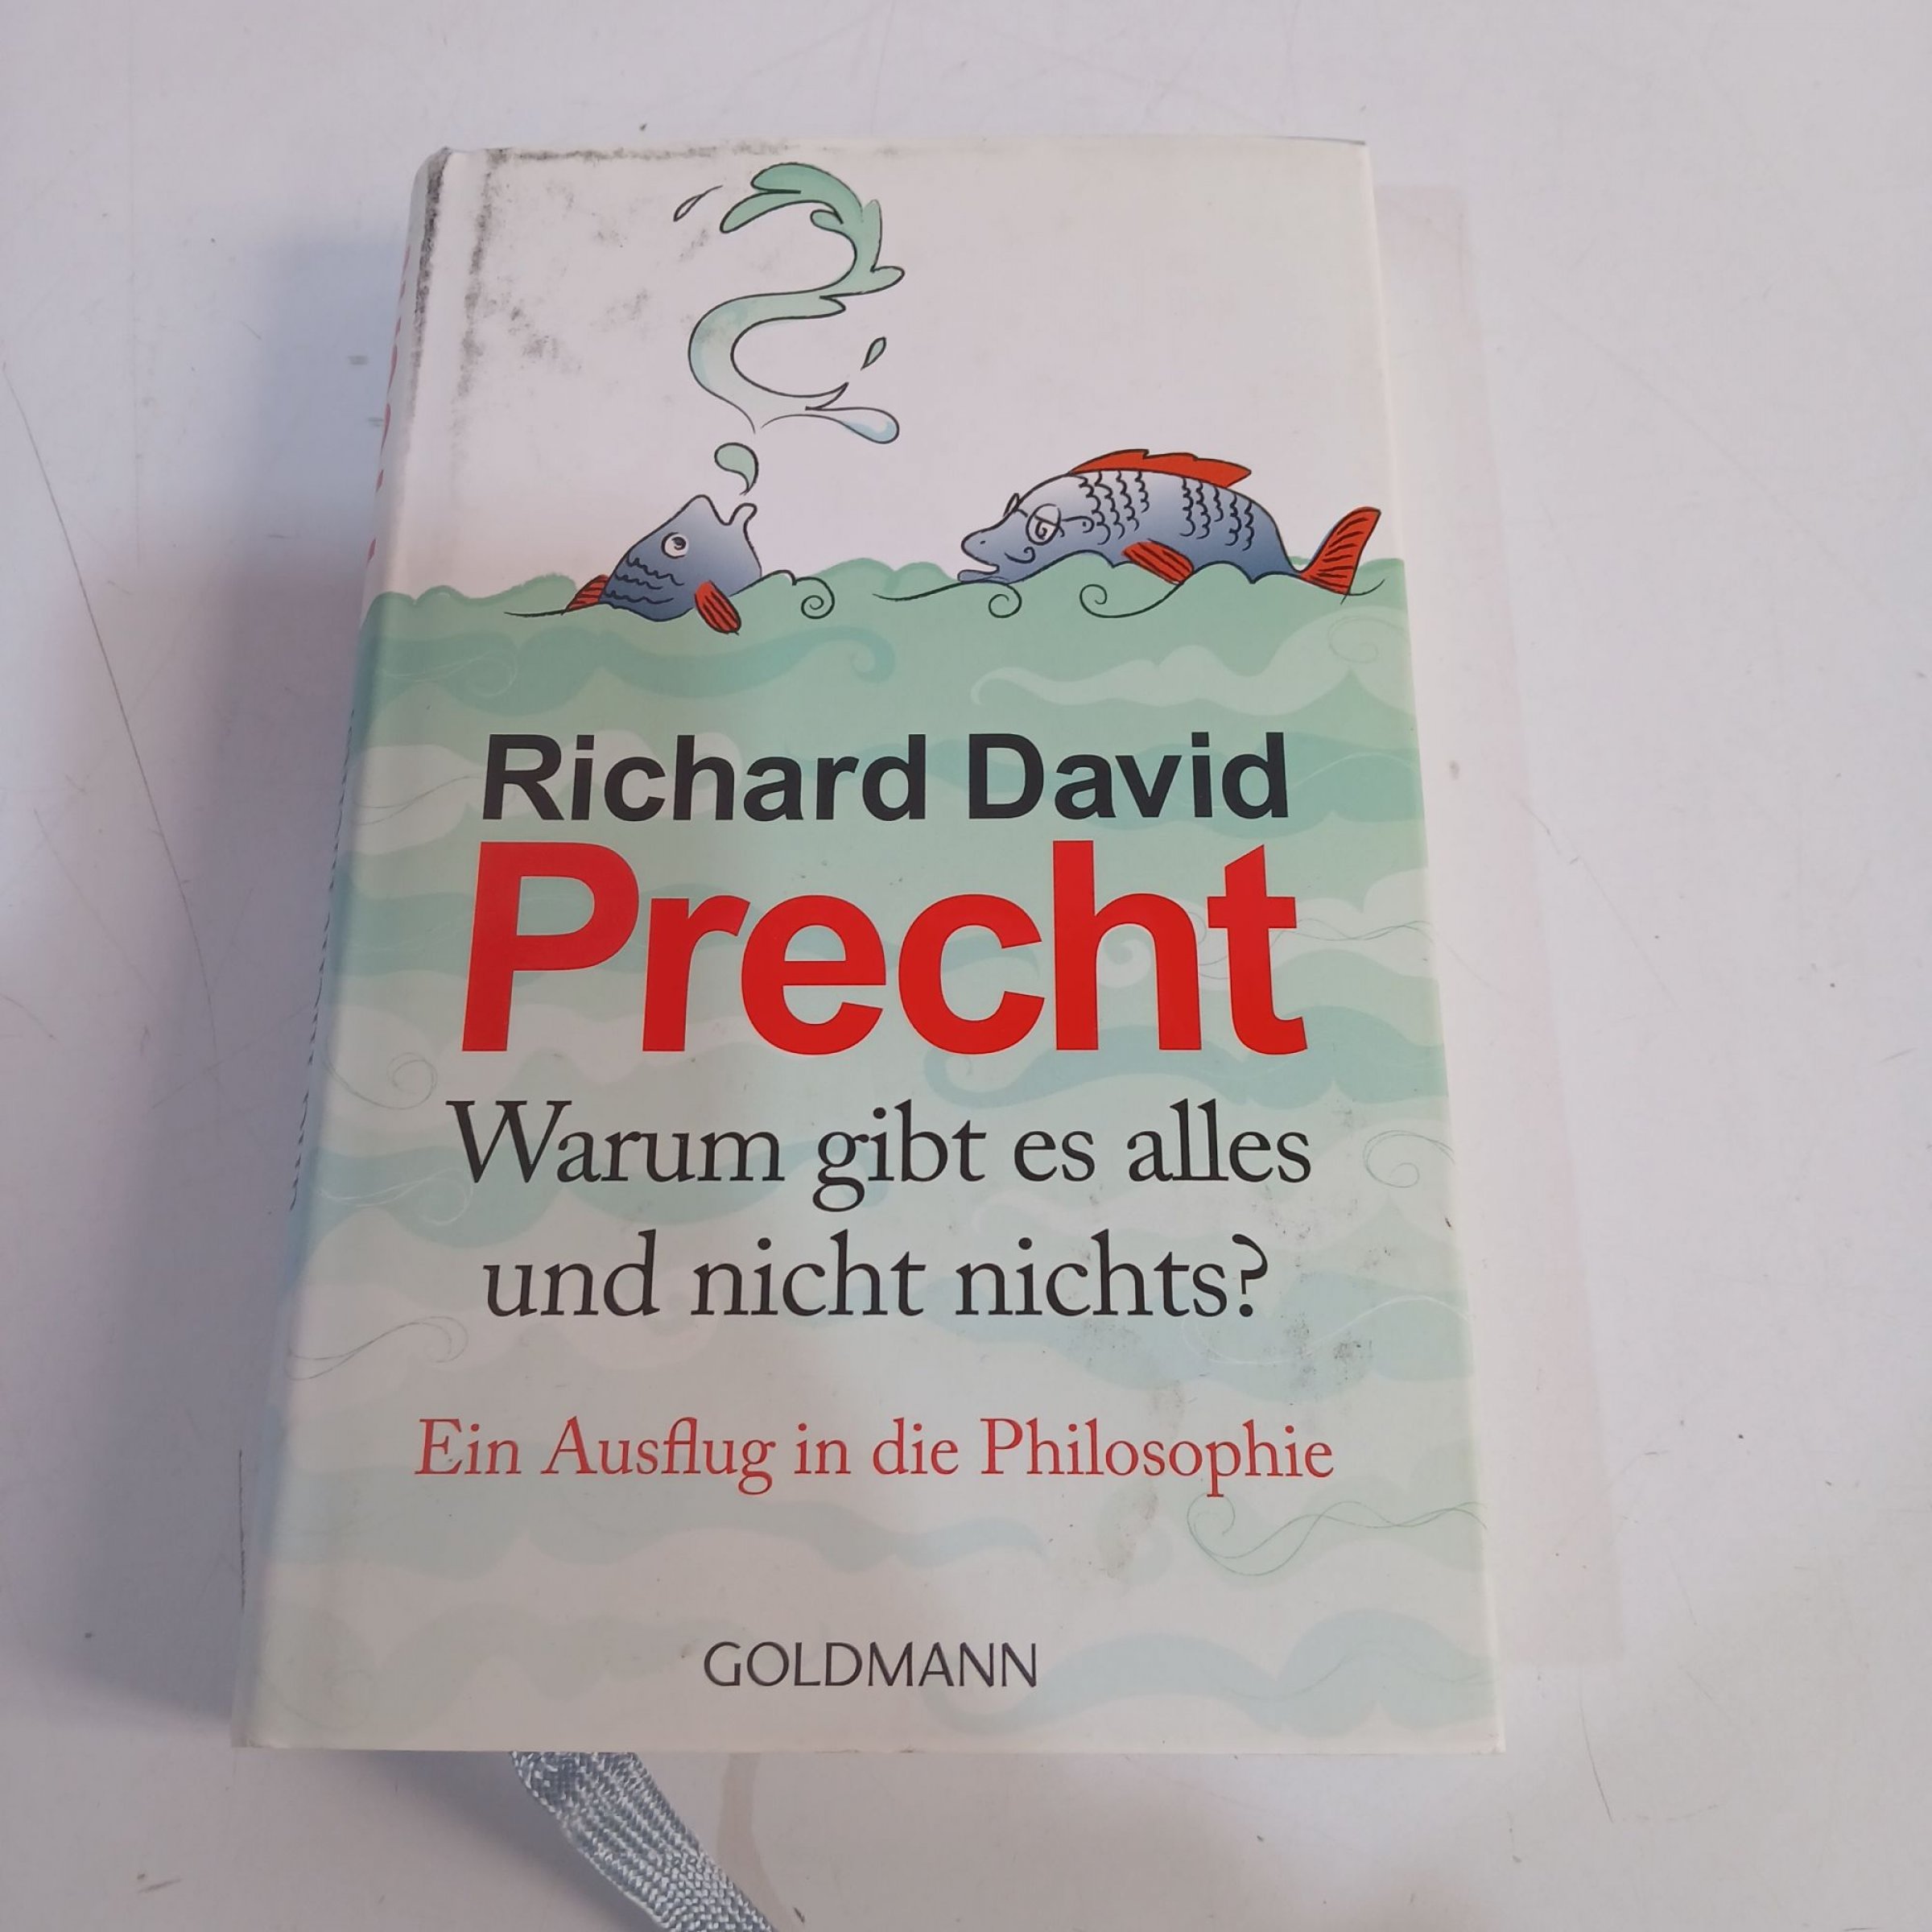 Richard David
Precht
Warum gibt es alles
und nicht nichts?
Ein Ausflug in die Philosophie
GOLDMANN